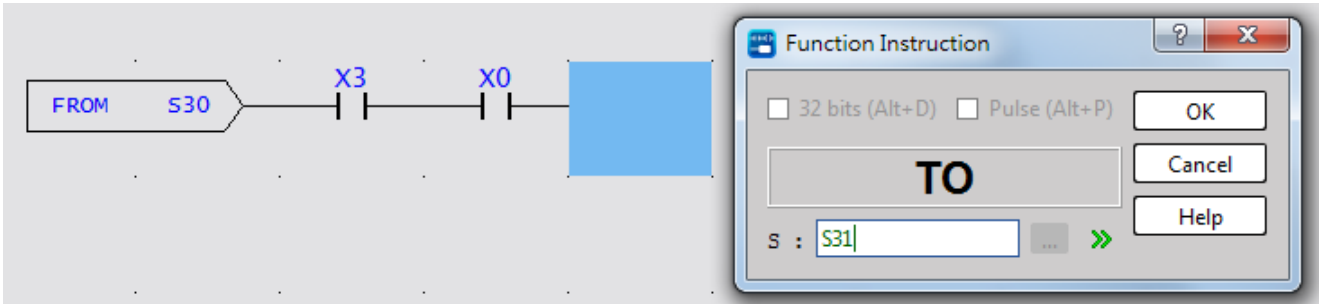 FROM S30
X3
X0
Function Instruction
32 bits (Alt+D)
Pulse (Alt+P)
OK
TO
Cancel
Help
S : S31
...